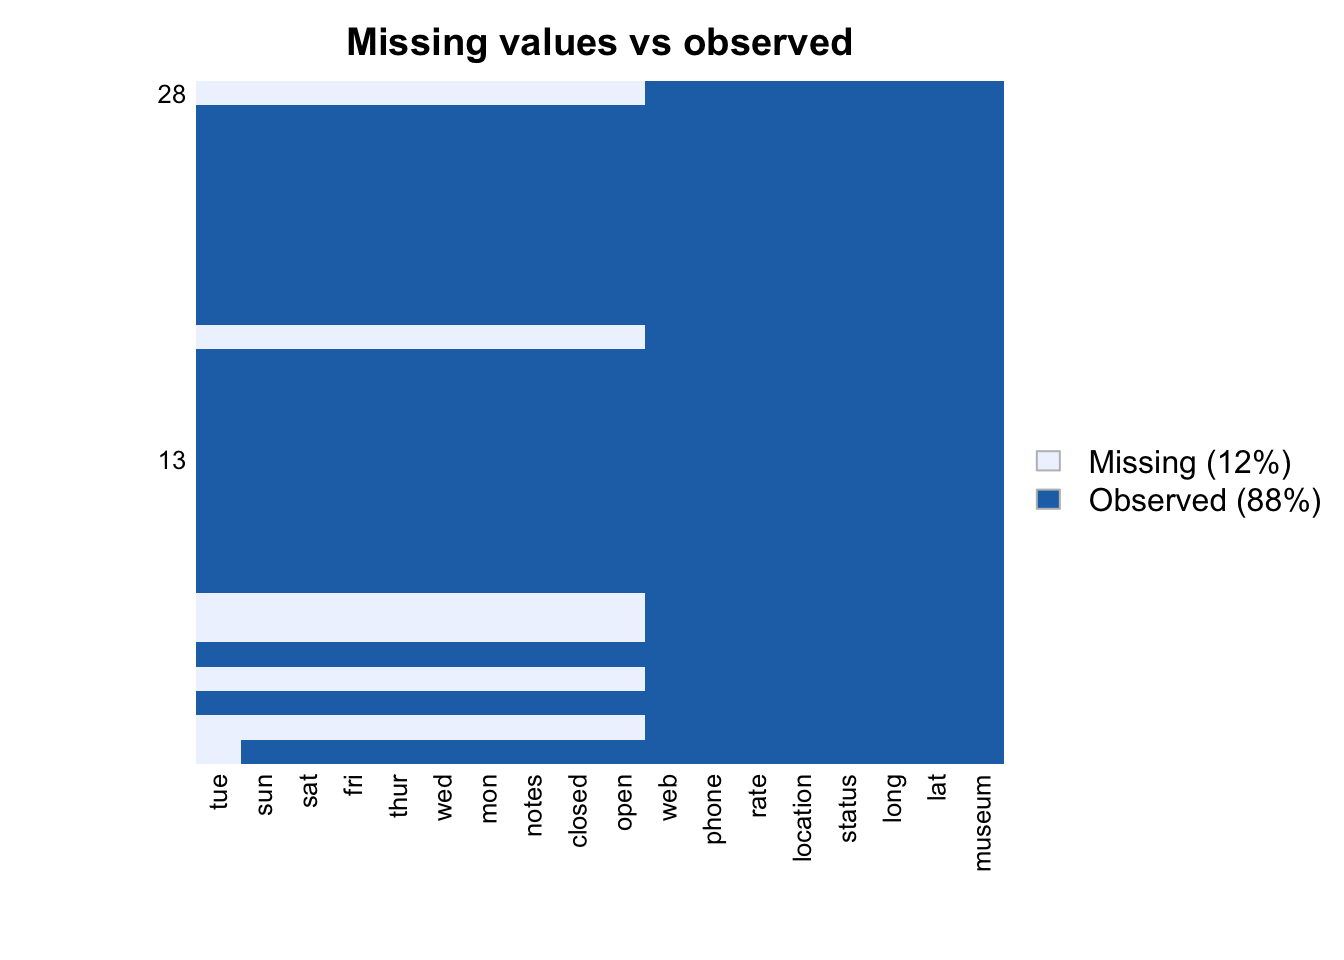 Missing values vs observed
28
13
Missing (12%)
Observed (88%)
tue
sun
sat
fri
thur
wed
mon
notes
closed
open
web
phone
rate
location
status
long
lat
museum